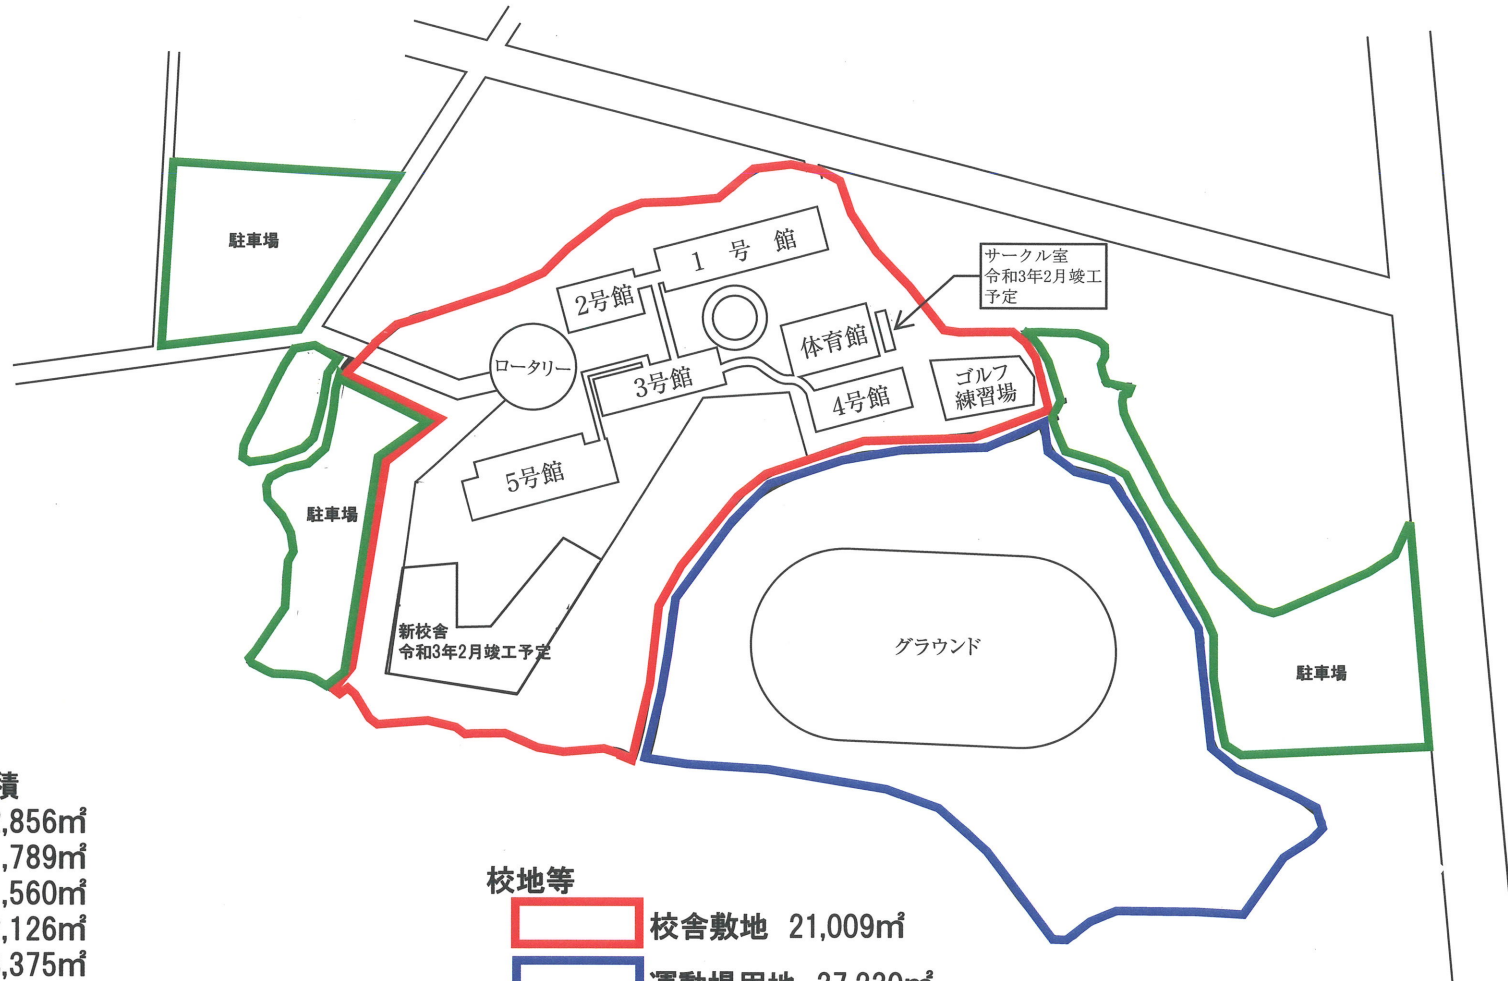 駐車場
1 号 館
サークル室
令和3年2月竣工
予定
2号館
体育館
ロータリー
3号館
ゴルフ
練習場
4号館
5号館
駐車場
新校舎
令和3年2月竣工予定
グラウンド
駐車場
積
,856㎡
,789㎡
,560㎡
,126㎡
,375㎡
校地等
校舎敷地 21,009㎡